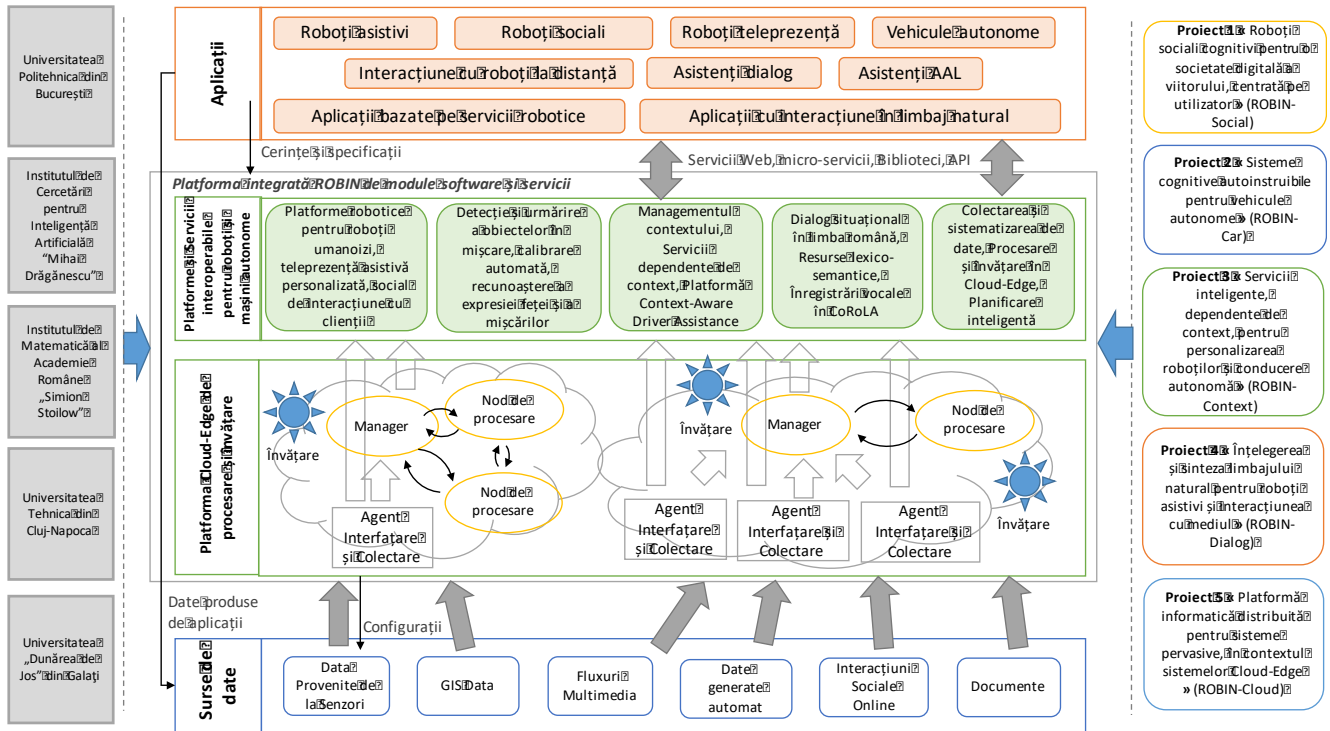 Universitatea
Politehnica din
București
Institutul de
Cercetări
pentru
Inteligență
Artificială
“Mihai
Drăgănescu”
Institutul de
Matematică al
Academie
Române
„Simion
Stoilow”
Universitatea
Tehnica din
Cluj-Napoca
Universitatea
„Dunărea de
Jos” din Galați
Aplicații
Roboți asistivi
Roboți sociali
Roboți teleprezență
Vehicule autonome
Interacțiune cu roboți la distanță
Asistenți dialog
Asistenți AAL
Aplicații bazate pe servicii robotice
Aplicații cu interacțiune în limbaj natural
Cerințe și specificații
Servicii Web, micro-servicii, Biblioteci, API
Platforma integrată ROBIN de module software și servicii
Platforme și Servicii
interoperabile
pentru roboți și
mașini autonome
Platforme robotice
pentru roboți
umanoizi,
teleprezență asistivă
personalizată, social
de interacțiune cu
clienții
Detecție și urmărire
a obiectelor în
mișcare, calibrare
automată,
recunoaștere a
expresiei feței și a
mișcărilor
Managementul
contextului,
Servicii
dependente de
context, Platformă
Context-Aware
Driver Assistance
Dialog situațional
în limba română,
Resurse lexico-
semantice,
Înregistrări vocale
în CoRoLA
Colectarea și
sistematizarea de
date, Procesare
și învățare în
Cloud-Edge,
Planificare
inteligentă
Platforma Cloud-Edge de
procesare și învățare
Învățare
Manager
Nod de
procesare
Nod de
procesare
Agent
Interfațare
și Colectare
Învățare
Manager
Nod de
procesare
Învățare
Agent
Interfațare
și Colectare
Agent
Interfațare și
Colectare
Agent
Interfațare și
Colectare
Date produse
de aplicații
Configurații
Surse de
date
Data
Provenite de
la Senzori
GIS Data
Fluxuri
Multimedia
Date
generate
automat
Interacțiuni
Sociale
Online
Documente
Proiect 1 « Roboți
sociali cognitivi pentru o
societate digitală a
viitorului, centrată pe
utilizator » (ROBIN-
Social)
Proiect 2 « Sisteme
cognitive autoinstruibile
pentru vehicule
autonome » (ROBIN-
Car)
Proiect 3 « Servicii
inteligente,
dependente de
context, pentru
personalizarea
roboților și conducere
autonomă » (ROBIN-
Context)
Proiect 4 « Înțelegerea
și sinteza limbajului
natural pentru roboți
asistivi și Interacțiunea
cu mediul » (ROBIN-
Dialog)
Proiect 5 « Platformă
informatică distribuită
pentru sisteme
pervasive, în contextul
sistemelor Cloud-Edge
» (ROBIN-Cloud)